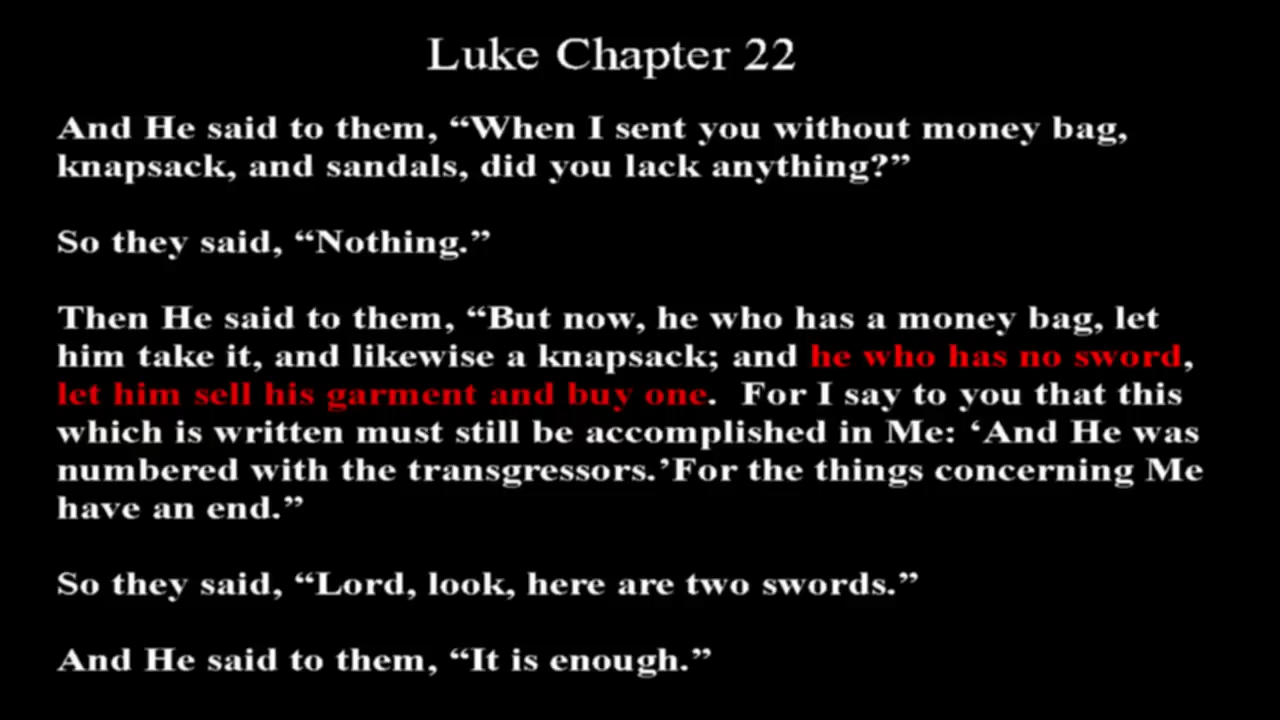 Luke Chapter 22
And He said to them, “When I sent you without money bag,
knapsack, and sandals, did you lack anything?”
So they said, “Nothing.”
Then He said to them, “But now, he who has a money bag, let
him take it, and likewise a knapsack; and he who has no sword,
let him sell his garment and buy one.  For I say to you that this
which is written must still be accomplished in Me: ‘And He was
numbered with the transgressors.’For the things concerning Me
have an end.”
So they said, “Lord, look, here are two swords.”
And He said to them, “It is enough.”